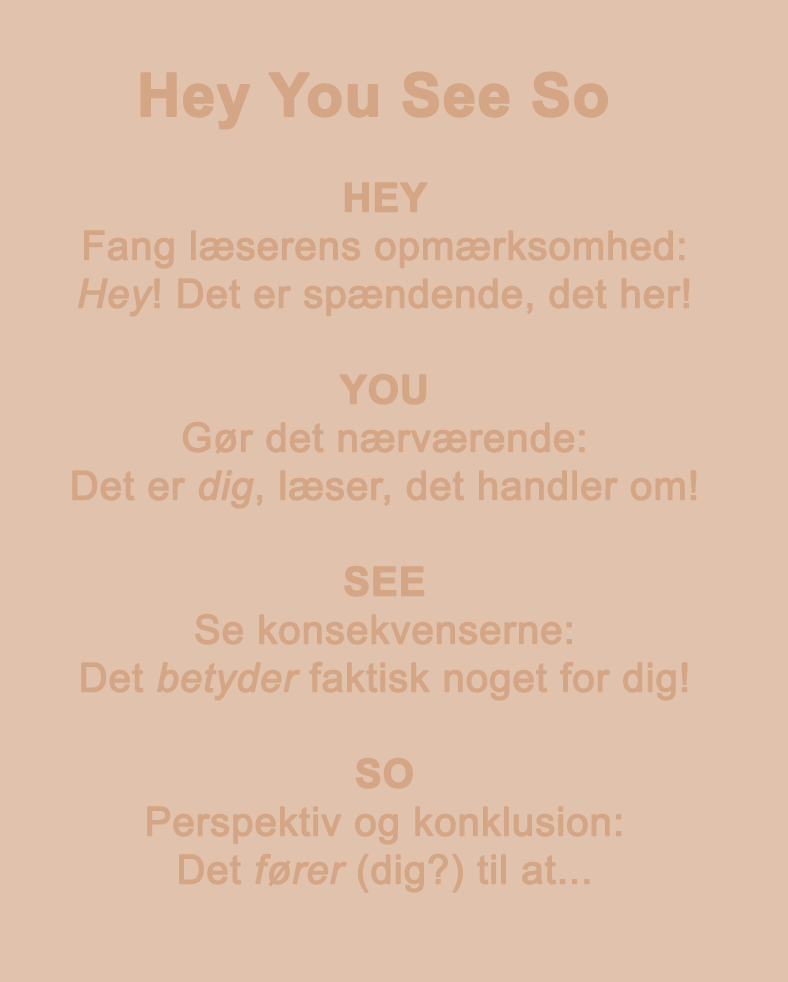 Hey You See So
HEY
Fang læserens opmærksomhed:
Hey! Det er spændende, det her!
YOU
Gør det nærværende:
Det er dig, læser, det handler om!
SEE
Se konsekvenserne:
Det betyder faktisk noget for dig!
SO
Perspektiv og konklusion:
Det fører (dig?) til at...